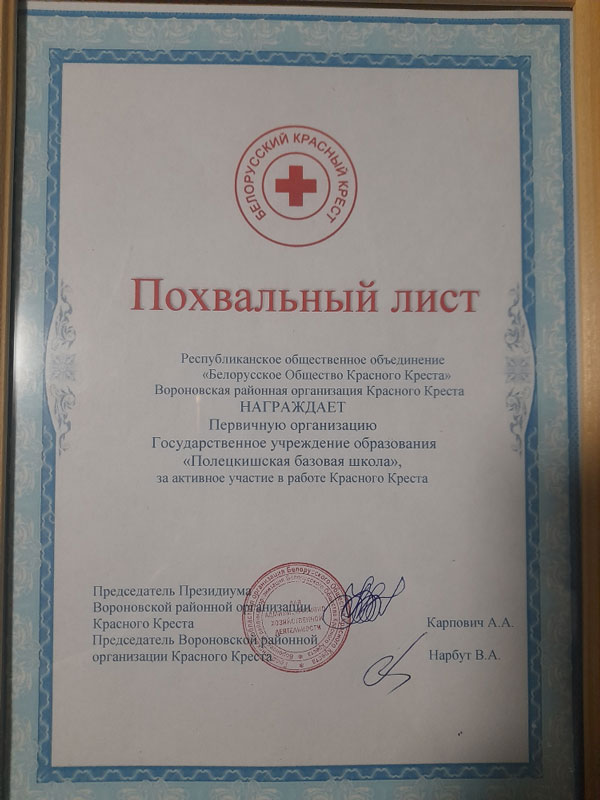 БЕЛОРУССКИЙ КРАСНЫЙ КРЕСТ
Похвальный лист
Республиканское общественное объединение
«Белорусское Общество Красного Креста»
Вороновская районная организация Красного Креста
НАГРАЖДАЕТ
Первичную организацию
Государственное учреждение образования
«Полецкишская базовая школа»,
за активное участие в работе Красного Креста
Председатель Президиума
Вороновской районной организации
Красного Креста
Карпович А.А.
Председатель Вороновской районной
организации Красного Креста
Нарбут В.А.
ХОЗЯЙСТВЕННОЙ
ДЕЯТЕЛЬНОСТИ